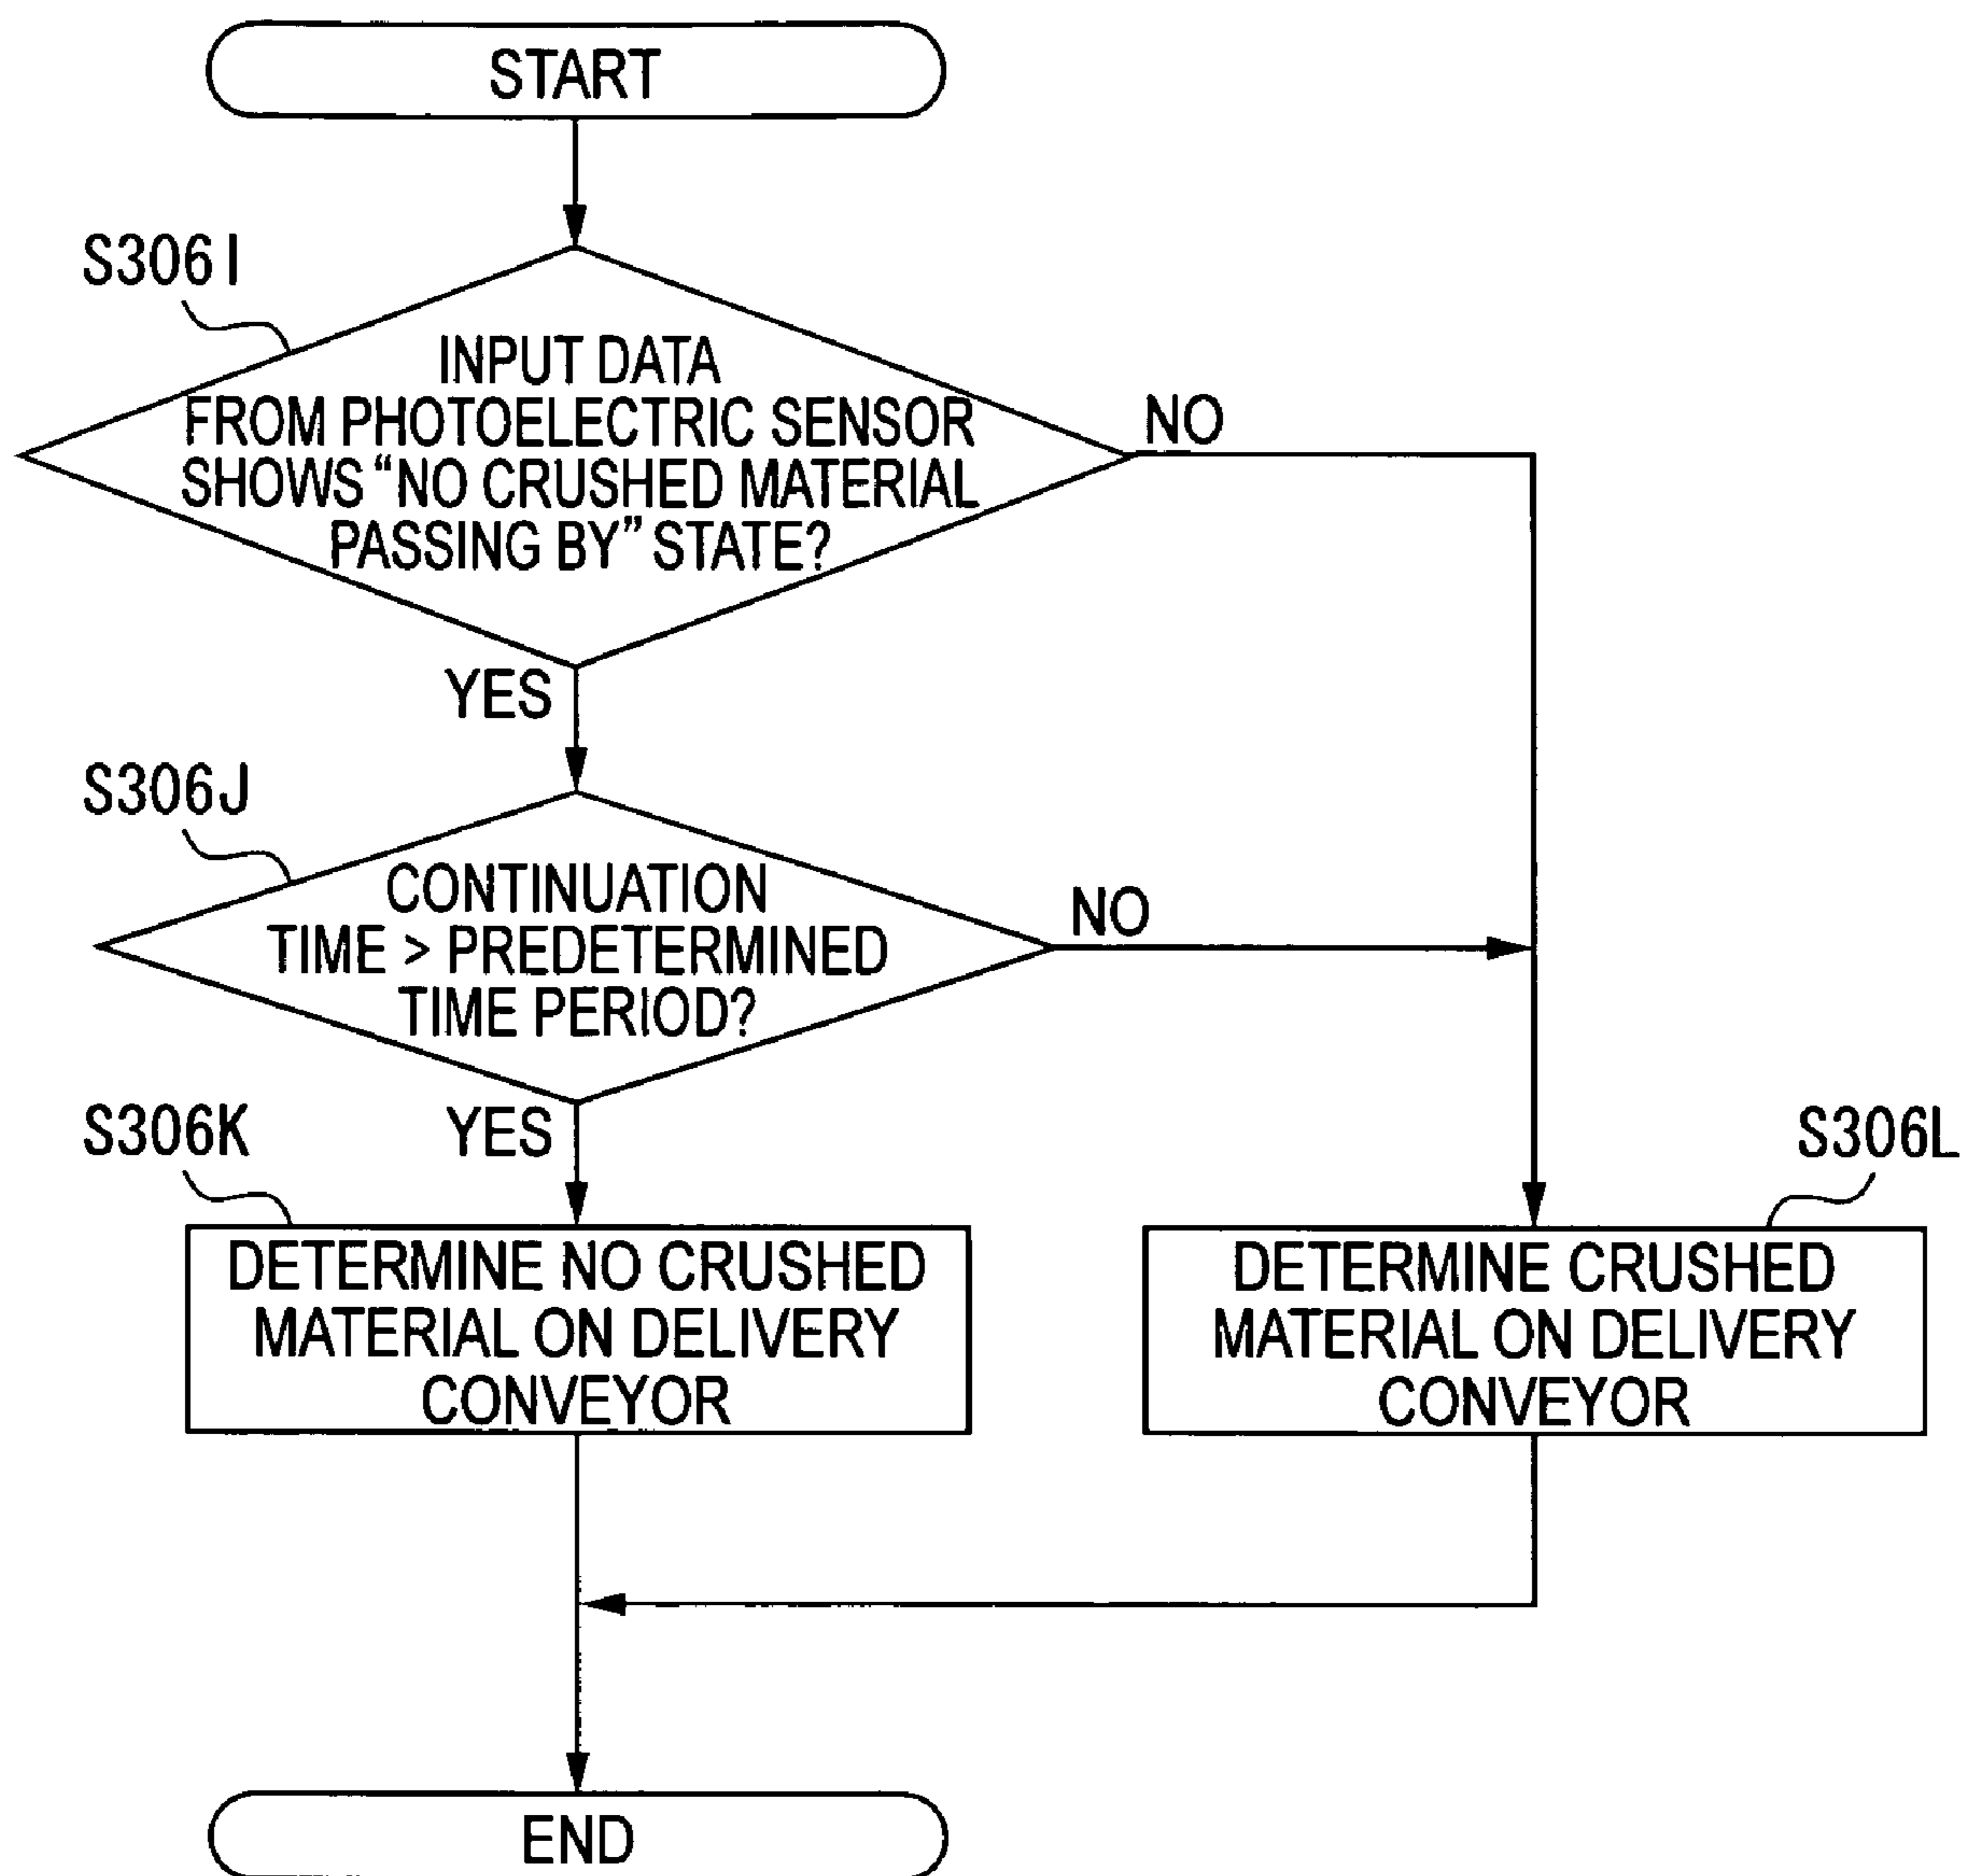 START
S306I
INPUT DATA
FROM PHOTOELECTRIC SENSOR
SHOWS “NO CRUSHED MATERIAL
PASSING BY” STATE?
NO
YES
S306J
CONTINUATION
TIME > PREDETERMINED
TIME PERIOD?
NO
YES
S306K
DETERMINE NO CRUSHED
MATERIAL ON DELIVERY
CONVEYOR
S306L
DETERMINE CRUSHED
MATERIAL ON DELIVERY
CONVEYOR
END